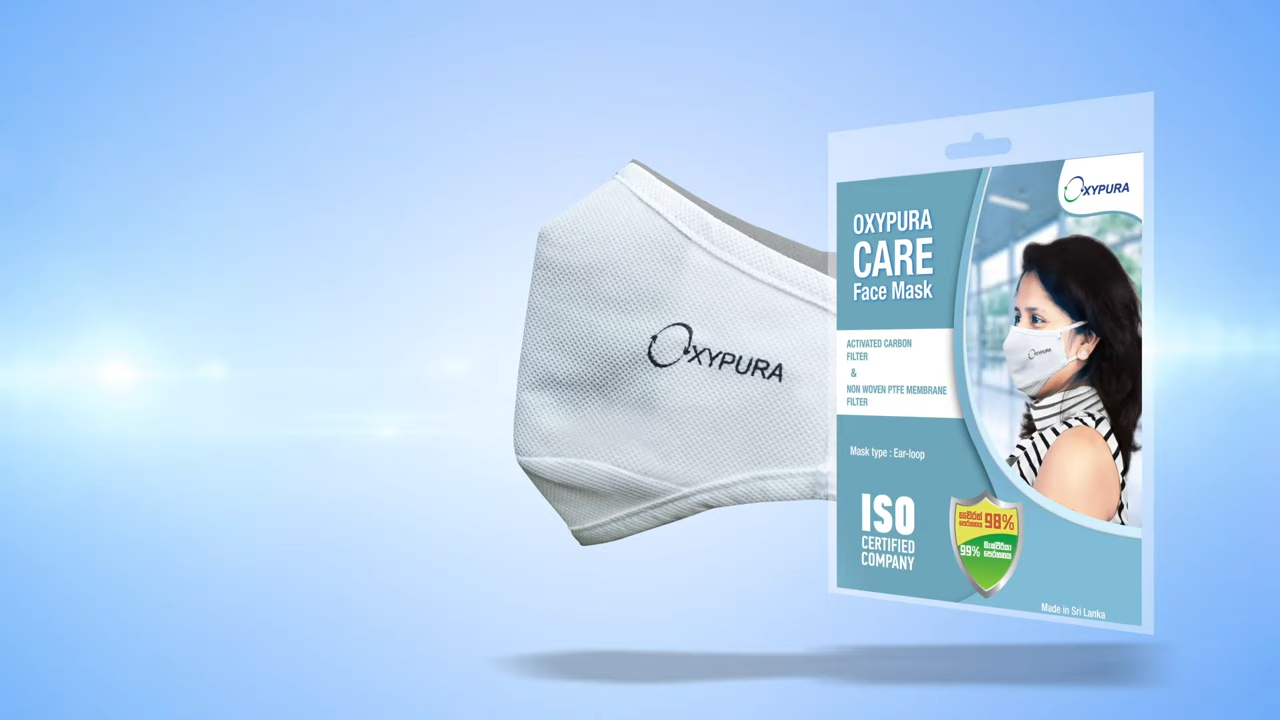 OXYPURA
OXYPURA
OXYPURA
CARE
Face Mask
ACTIVATED CARBON
FILTER
&
NON WOVEN PTFE MEMBRANE
FILTER
OXYPURA
Mask type : Ear-loop
ISO
CERTIFIED
COMPANY
98%
99%
Made in Sri Lanka